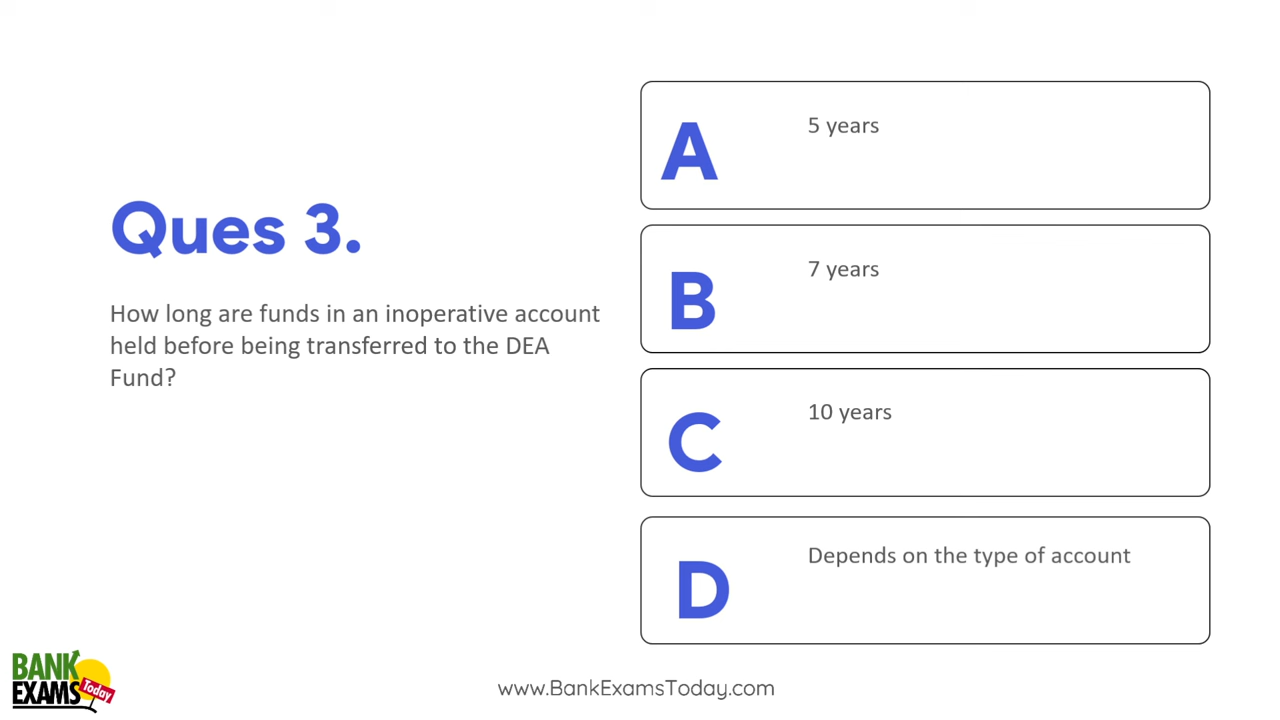 Ques 3.
How long are funds in an inoperative account
held before being transferred to the DEA
Fund?
A
5 years
B
7 years
C
10 years
D
Depends on the type of account
BANK
EXAMS
Today
www.BankExamsToday.com